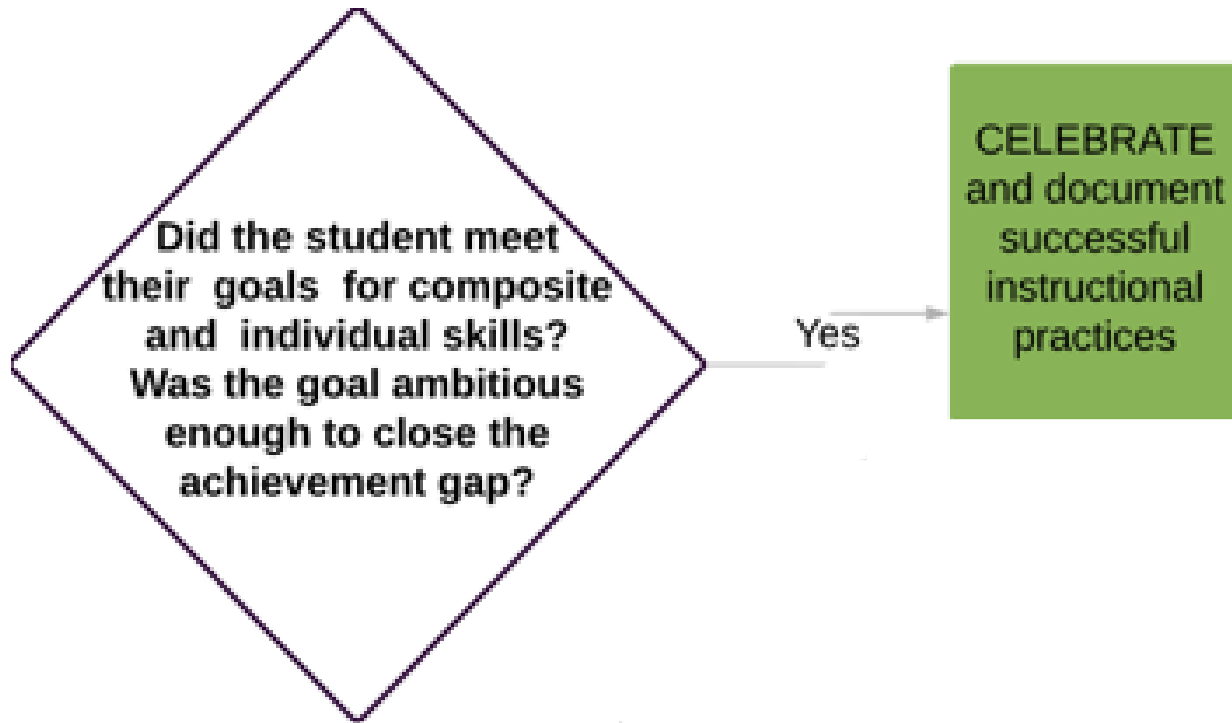 Did the student meet
their goals for composite
and individual skills?
Was the goal ambitious
enough to close the
achievement gap?
Yes
CELEBRATE
and document
successful
instructional
practices